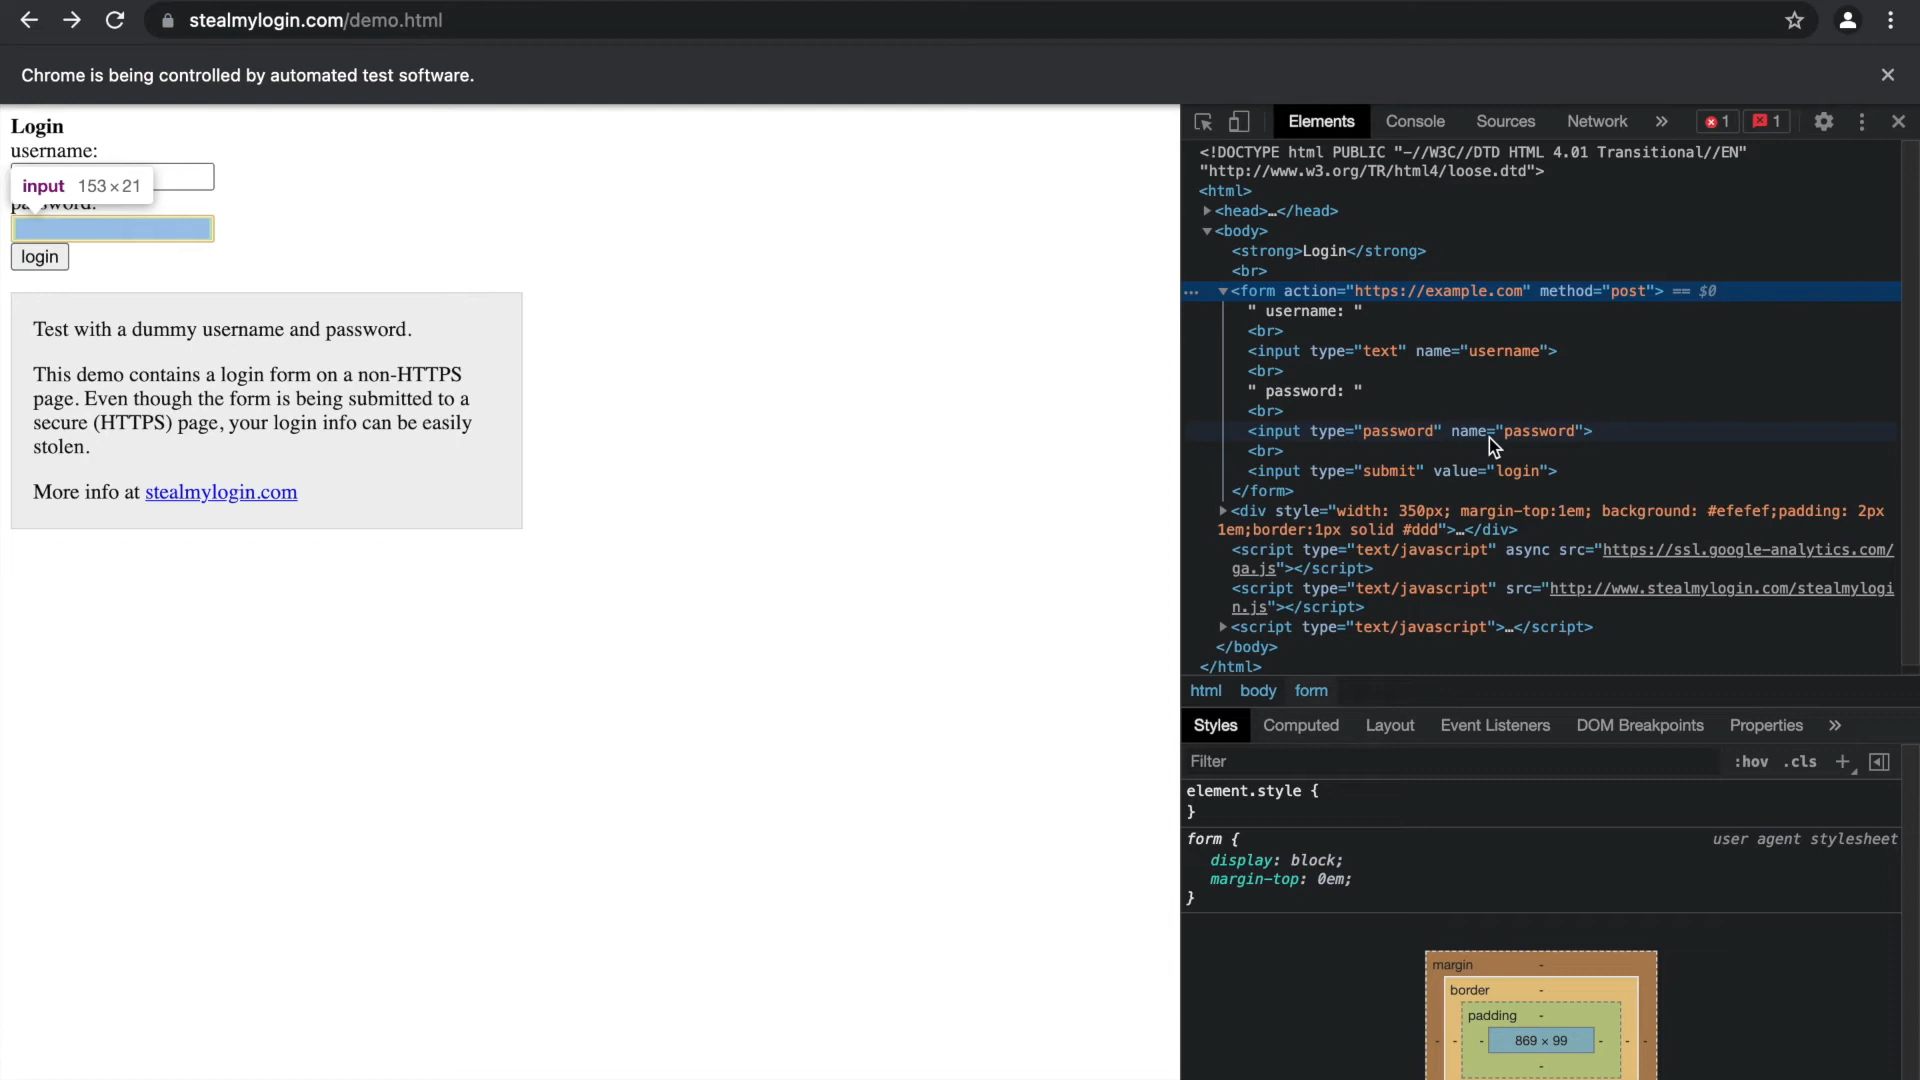 stealmylogin.com/demo.html
Chrome is being controlled by automated test software.
Login
username:
input 153 × 21
password:
login
Test with a dummy username and password.
This demo contains a login form on a non-HTTPS
page. Even though the form is being submitted to a
secure (HTTPS) page, your login info can be easily
stolen.
More info at stealmylogin.com
Elements Console Sources Network » 1 1
<!DOCTYPE html PUBLIC "-//W3C//DTD HTML 4.01 Transitional//EN"
"http://www.w3.org/TR/html4/loose.dtd">
<html>
<head>…</head>
<body>
<strong>Login</strong>
<br>
… <form action="https://example.com" method="post"> == $0
" username: "
<br>
<input type="text" name="username">
<br>
" password: "
<br>
<input type="password" name="password">
<br>
<input type="submit" value="login">
</form>
<div style="width: 350px; margin-top:1em; background: #efefef;padding: 2px
1em;border:1px solid #ddd">…</div>
<script type="text/javascript" async src="https://ssl.google-analytics.com/
ga.js"></script>
<script type="text/javascript" src="http://www.stealmylogin.com/stealmylogi
n.js"></script>
<script type="text/javascript">…</script>
</body>
</html>
html body form
Styles Computed Layout Event Listeners DOM Breakpoints Properties »
Filter :hov .cls +
element.style {
}
form { user agent stylesheet
display: block;
margin-top: 0em;
}
margin -
border -
padding -
- - - 869 × 99 - - -
-